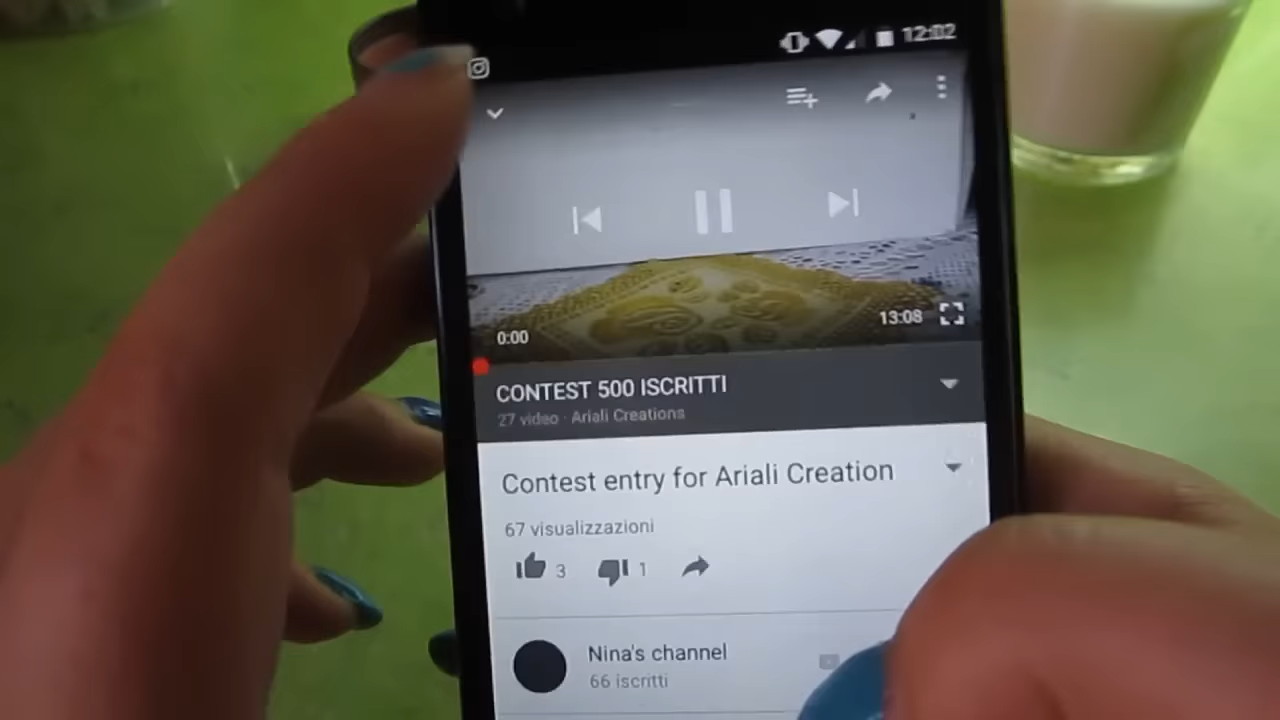 12:02
0:00
13:08
CONTEST 500 ISCRITTI
27 video · Ariali Creations
Contest entry for Ariali Creation
67 visualizzazioni
3
1
Nina's channel
66 iscritti